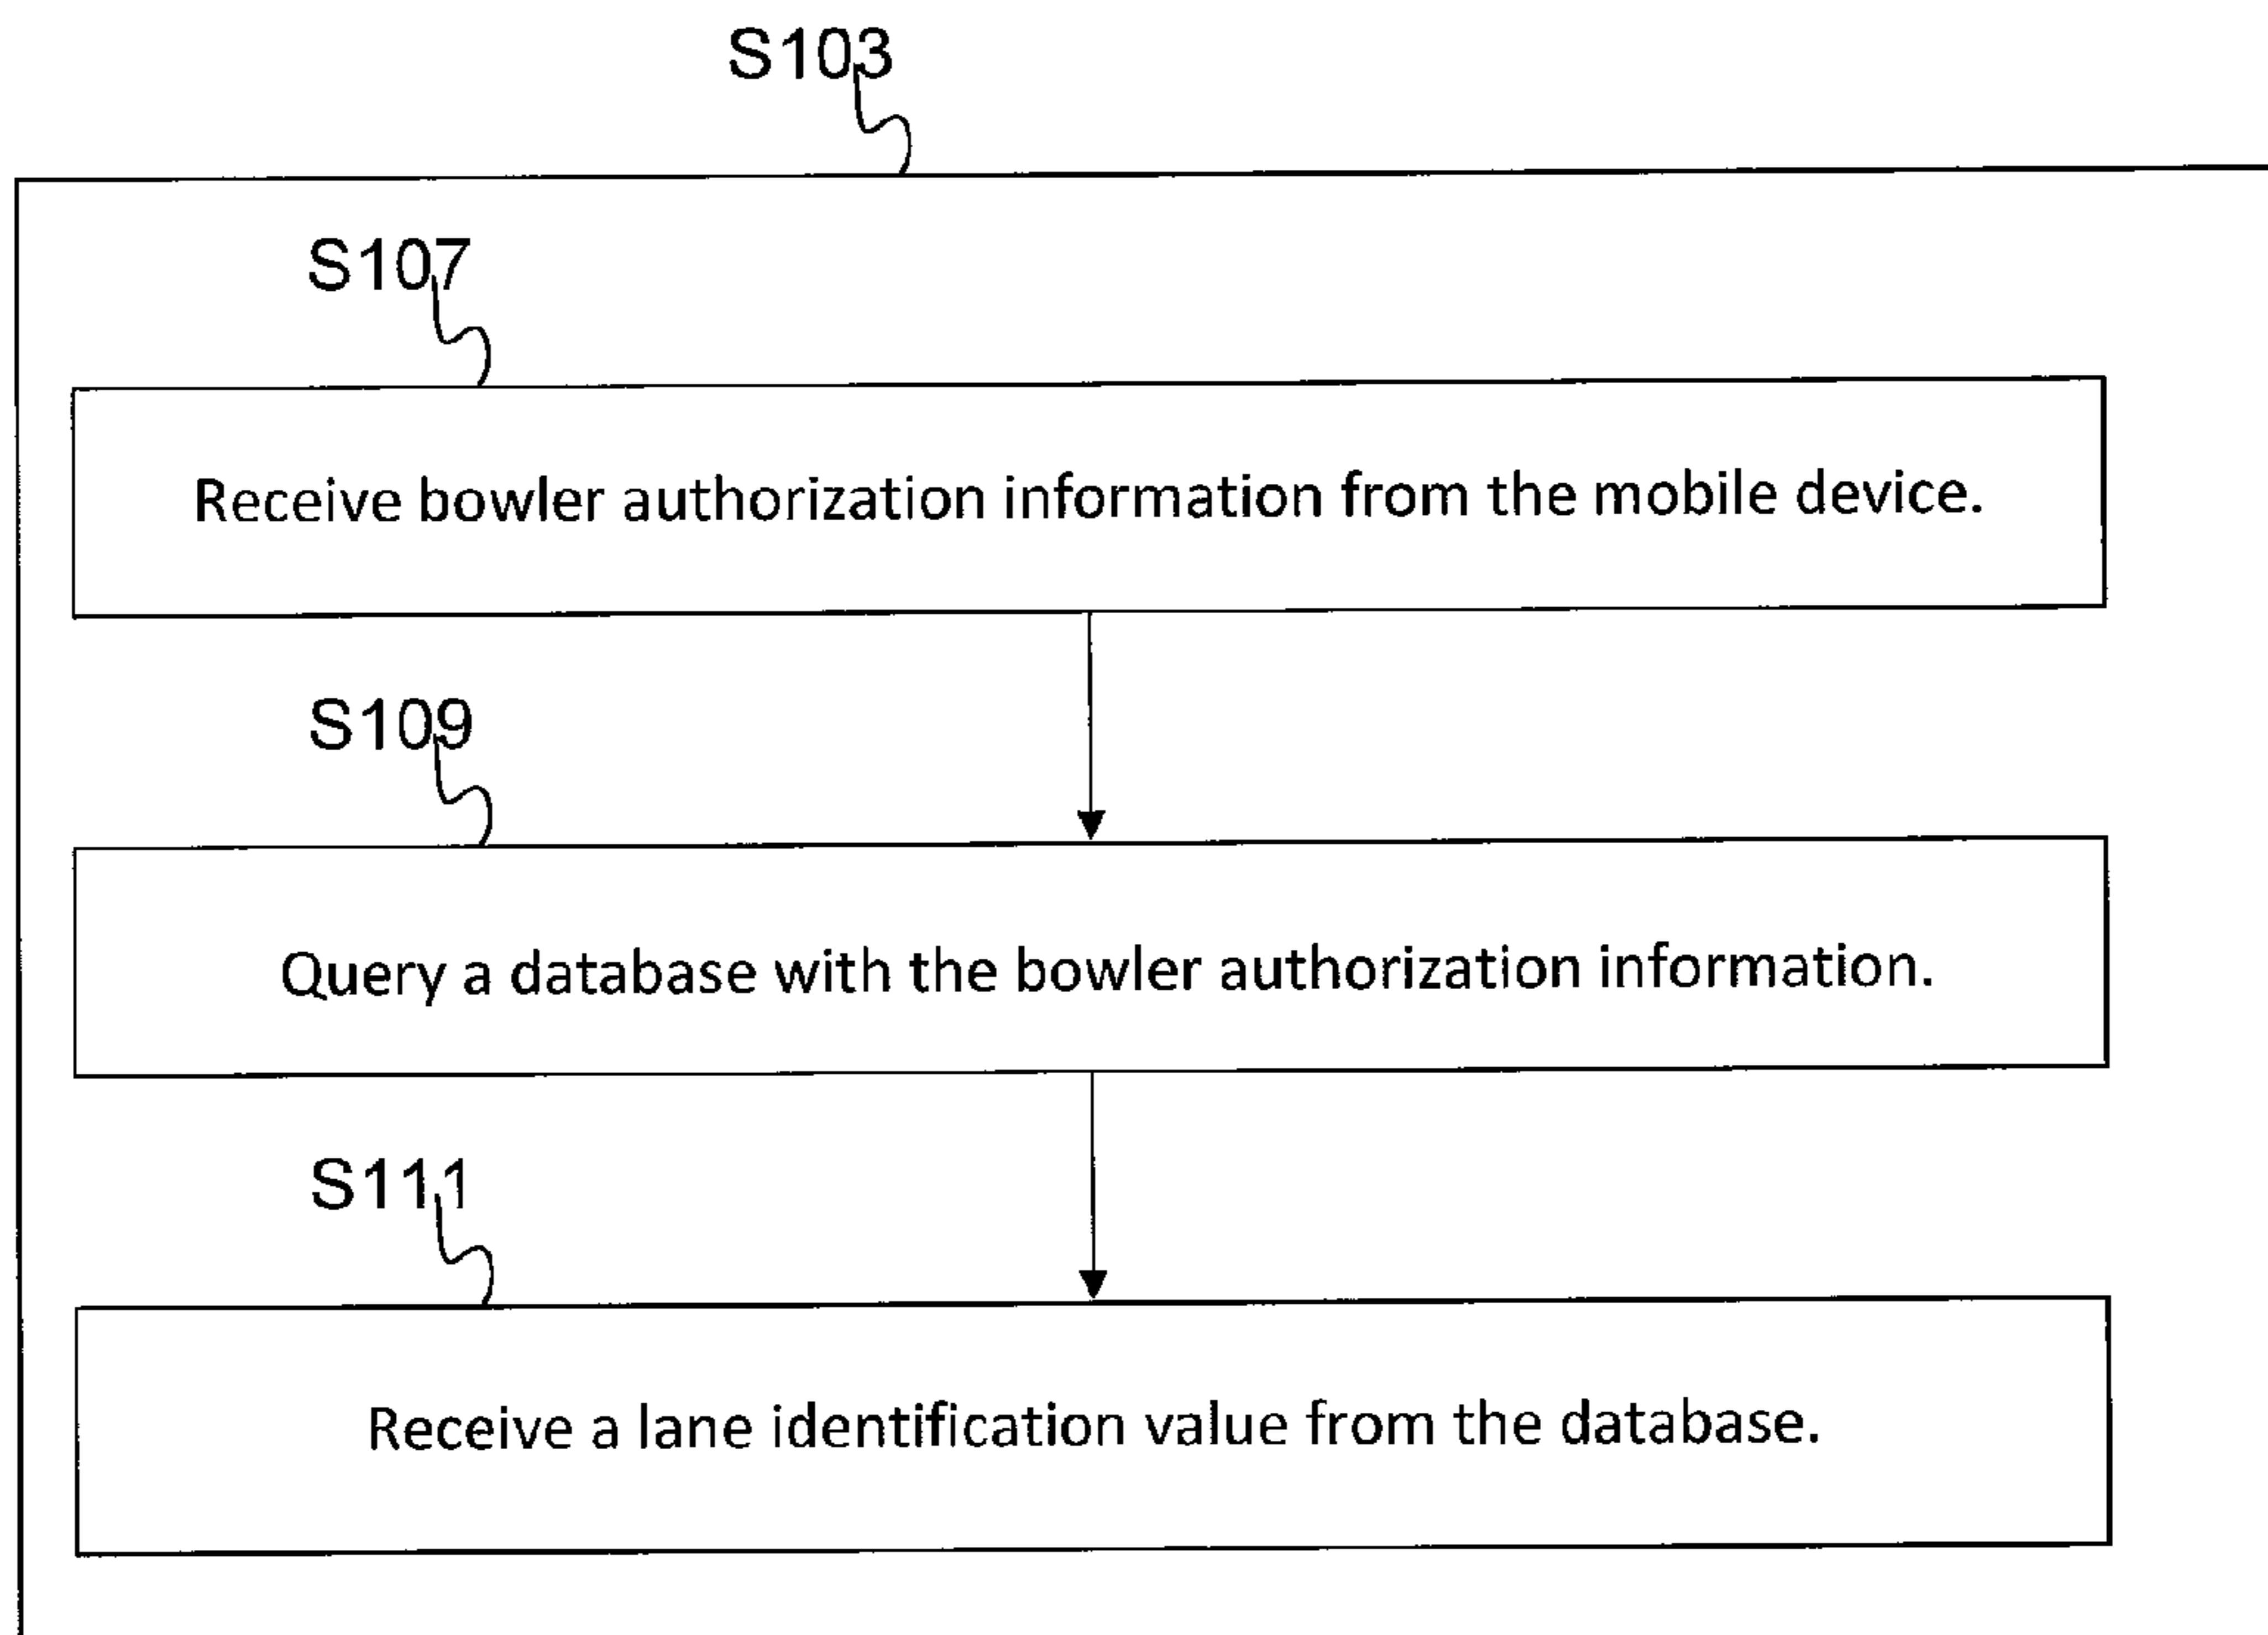 S103
S107
Receive bowler authorization information from the mobile device.
S109
Query a database with the bowler authorization information.
S111
Receive a lane identification value from the database.